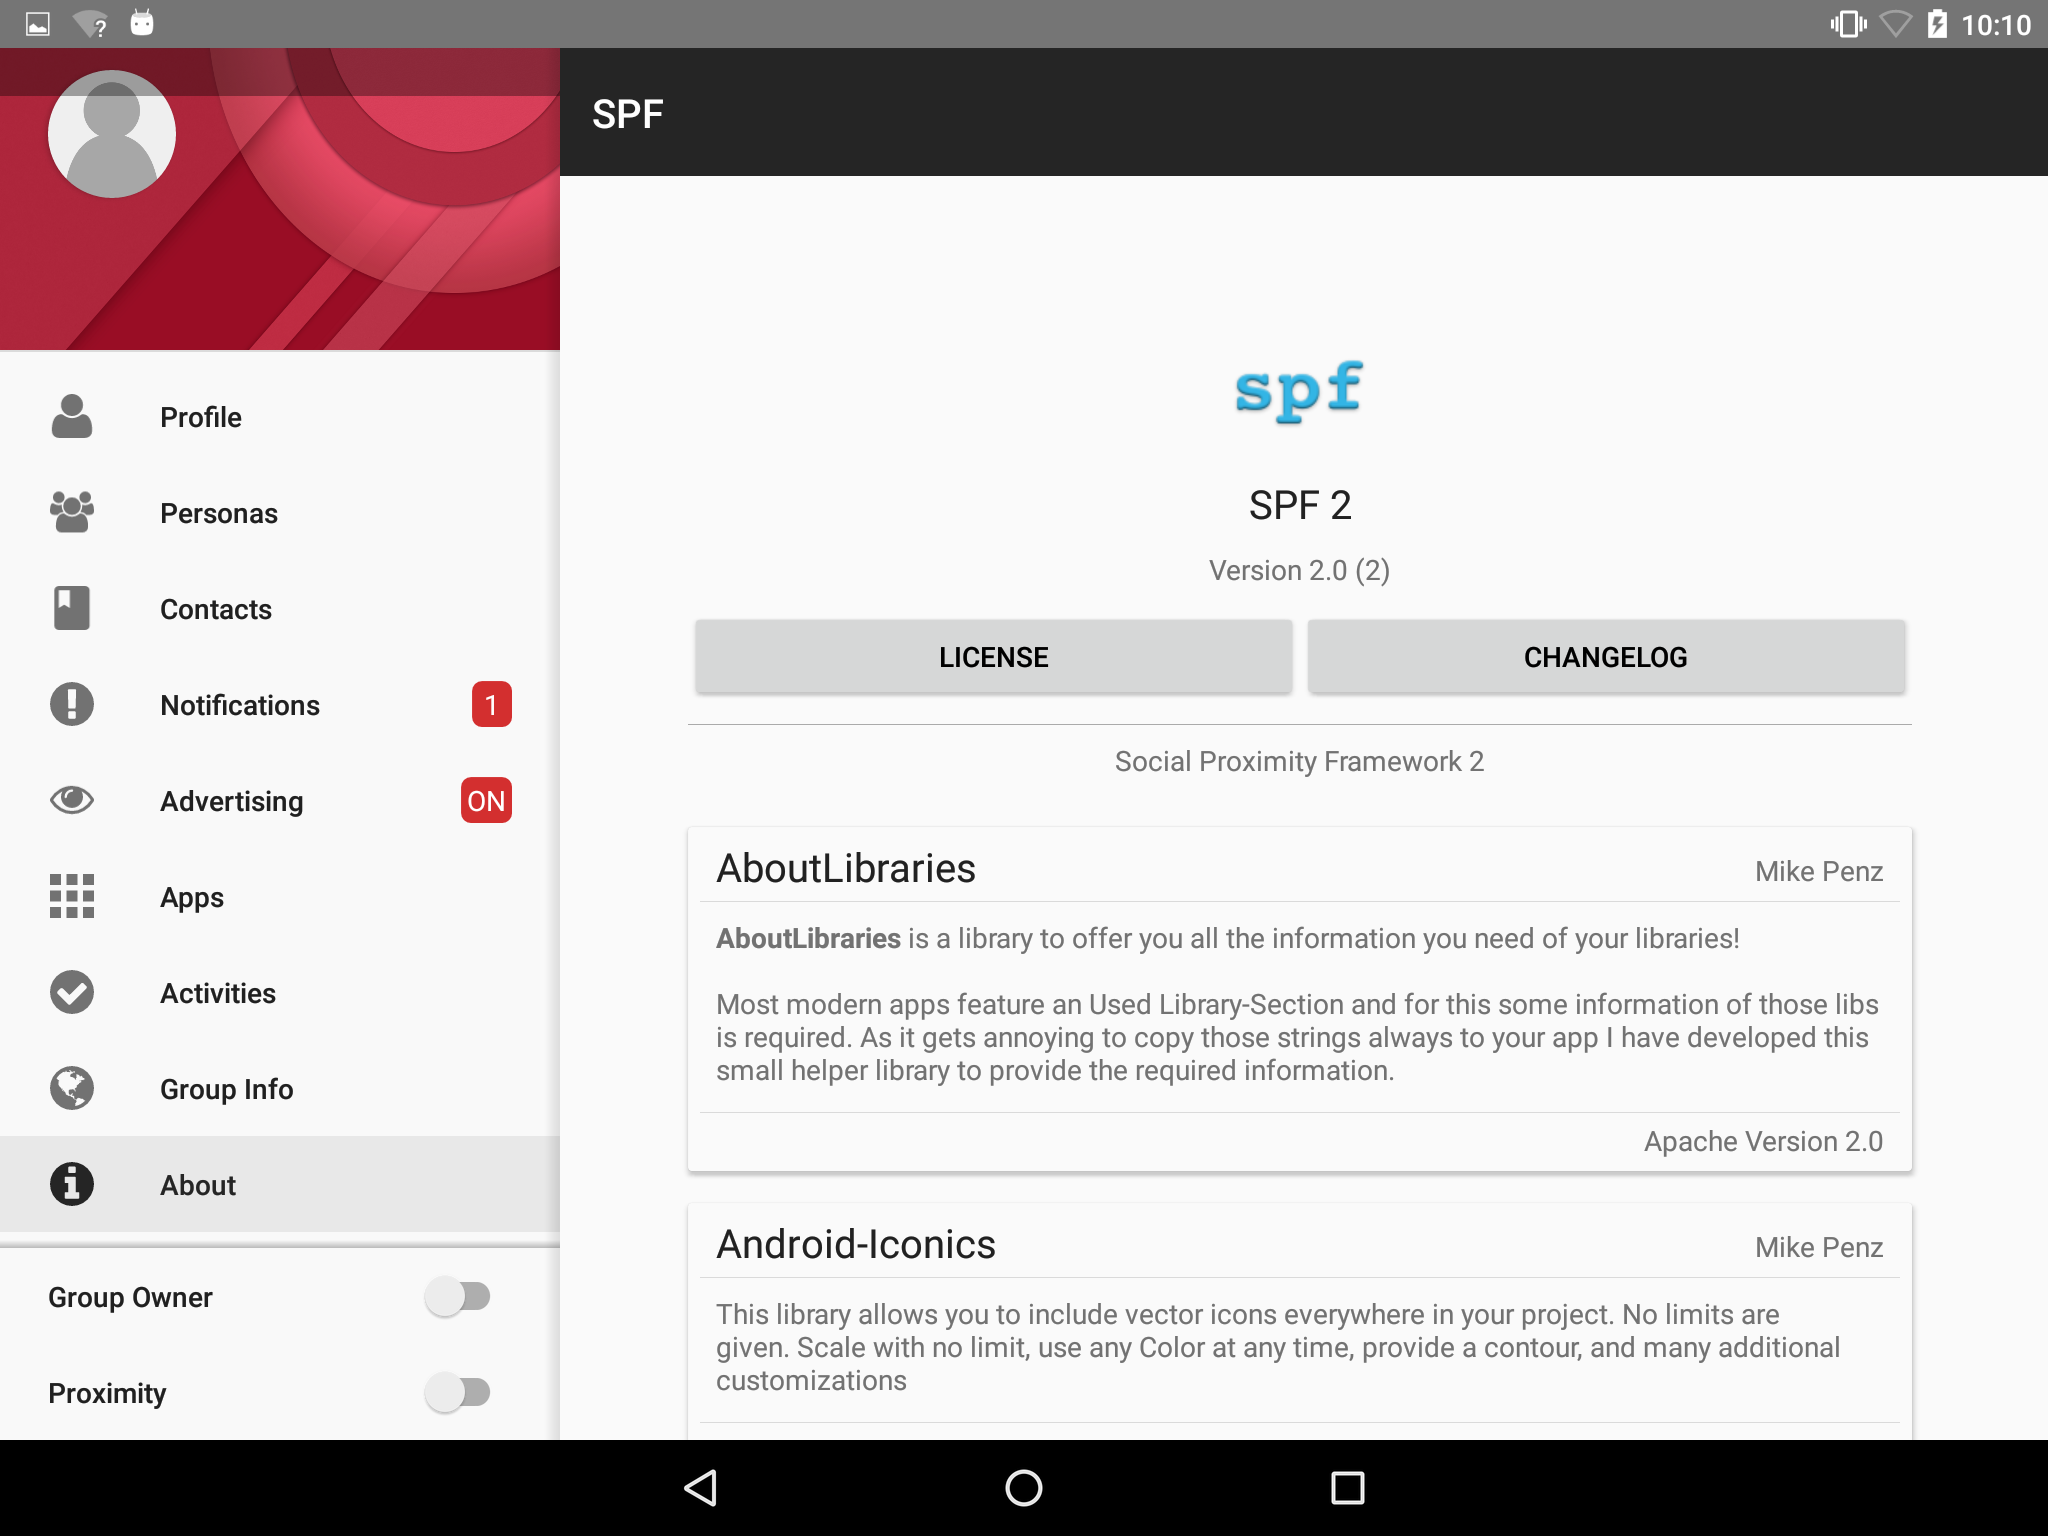 10:10
SPF
Profile
Personas
Contacts
Notifications 1
Advertising ON
Apps
Activities
Group Info
About
Group Owner
Proximity
spf
SPF 2
Version 2.0 (2)
LICENSE CHANGELOG
Social Proximity Framework 2
AboutLibraries Mike Penz
AboutLibraries is a library to offer you all the information you need of your libraries!
Most modern apps feature an Used Library-Section and for this some information of those libs
is required. As it gets annoying to copy those strings always to your app I have developed this
small helper library to provide the required information.
Apache Version 2.0
Android-Iconics Mike Penz
This library allows you to include vector icons everywhere in your project. No limits are
given. Scale with no limit, use any Color at any time, provide a contour, and many additional
customizations